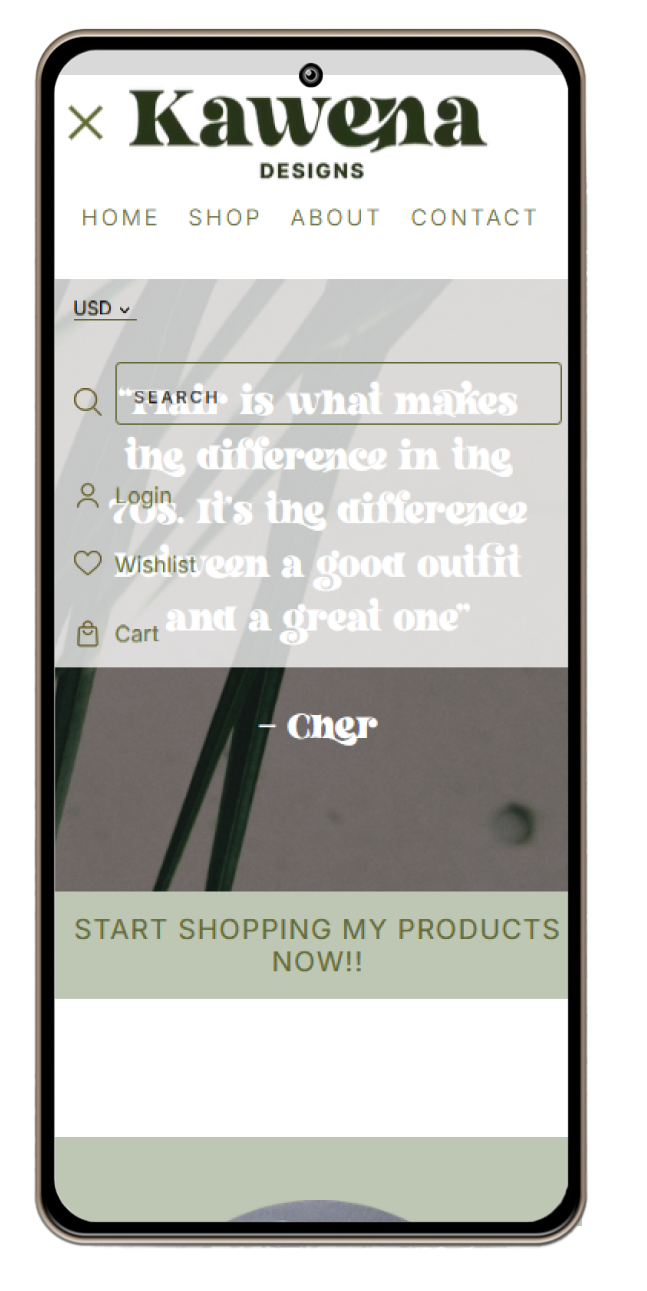 Kawena
DESIGNS
HOME SHOP ABOUT CONTACT
USD
SEARCH
“Hair is what makes
the difference in the
Login
70s. It's the difference
Wishlist
between a good outfit
Cart
and a great one”
– Cher
START SHOPPING MY PRODUCTS
NOW!!